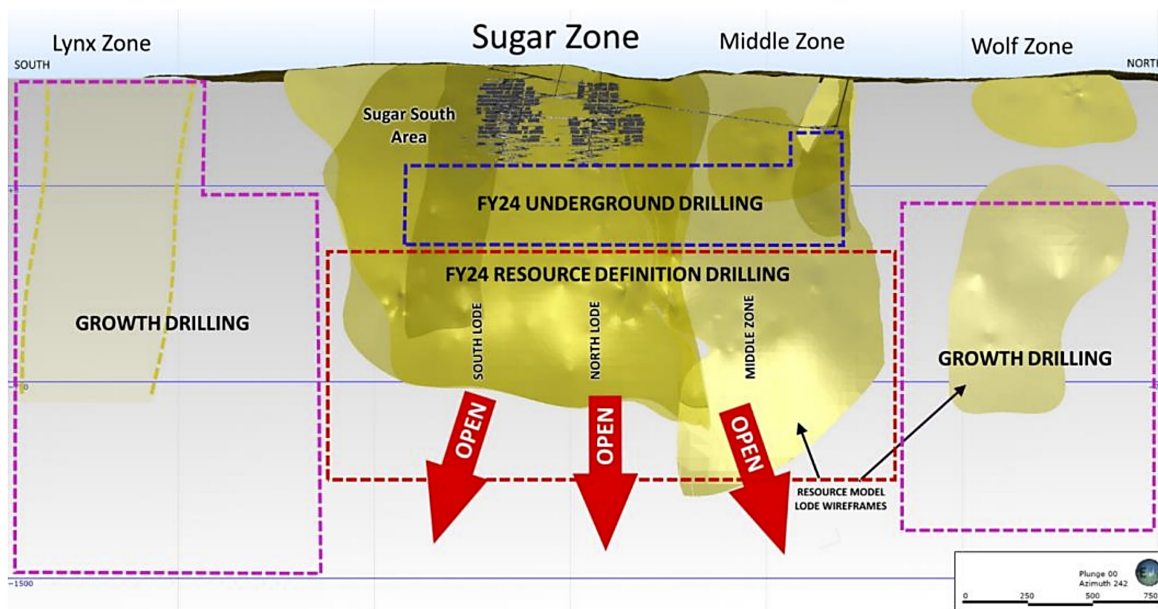 Lynx Zone
Sugar Zone
Middle Zone
Wolf Zone
SOUTH
NORTH
Sugar South
Area
FY24 UNDERGROUND DRILLING
FY24 RESOURCE DEFINITION DRILLING
SOUTH LODE
NORTH LODE
MIDDLE ZONE
GROWTH DRILLING
GROWTH DRILLING
OPEN
OPEN
OPEN
RESOURCE MODEL
LODE WIREFRAMES
-1500
Plunge 00
Azimuth 242
0 250 500 750